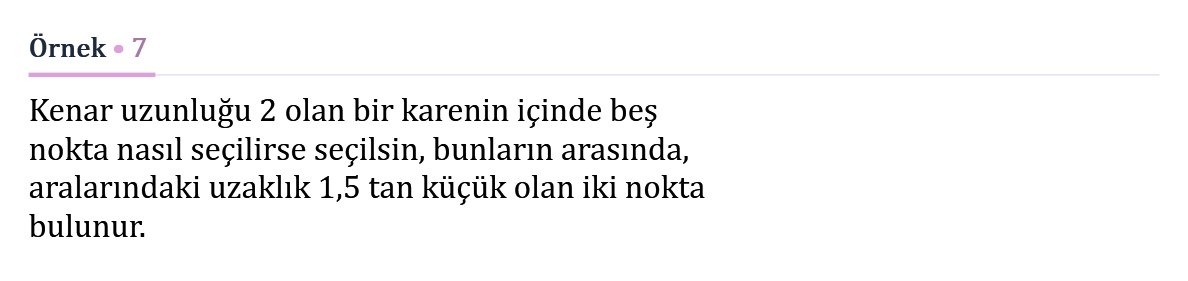 Örnek • 7
Kenar uzunluğu 2 olan bir karenin içinde beş
nokta nasıl seçilirse seçilsin, bunların arasında,
aralarındaki uzaklık 1,5 tan küçük olan iki nokta
bulunur.